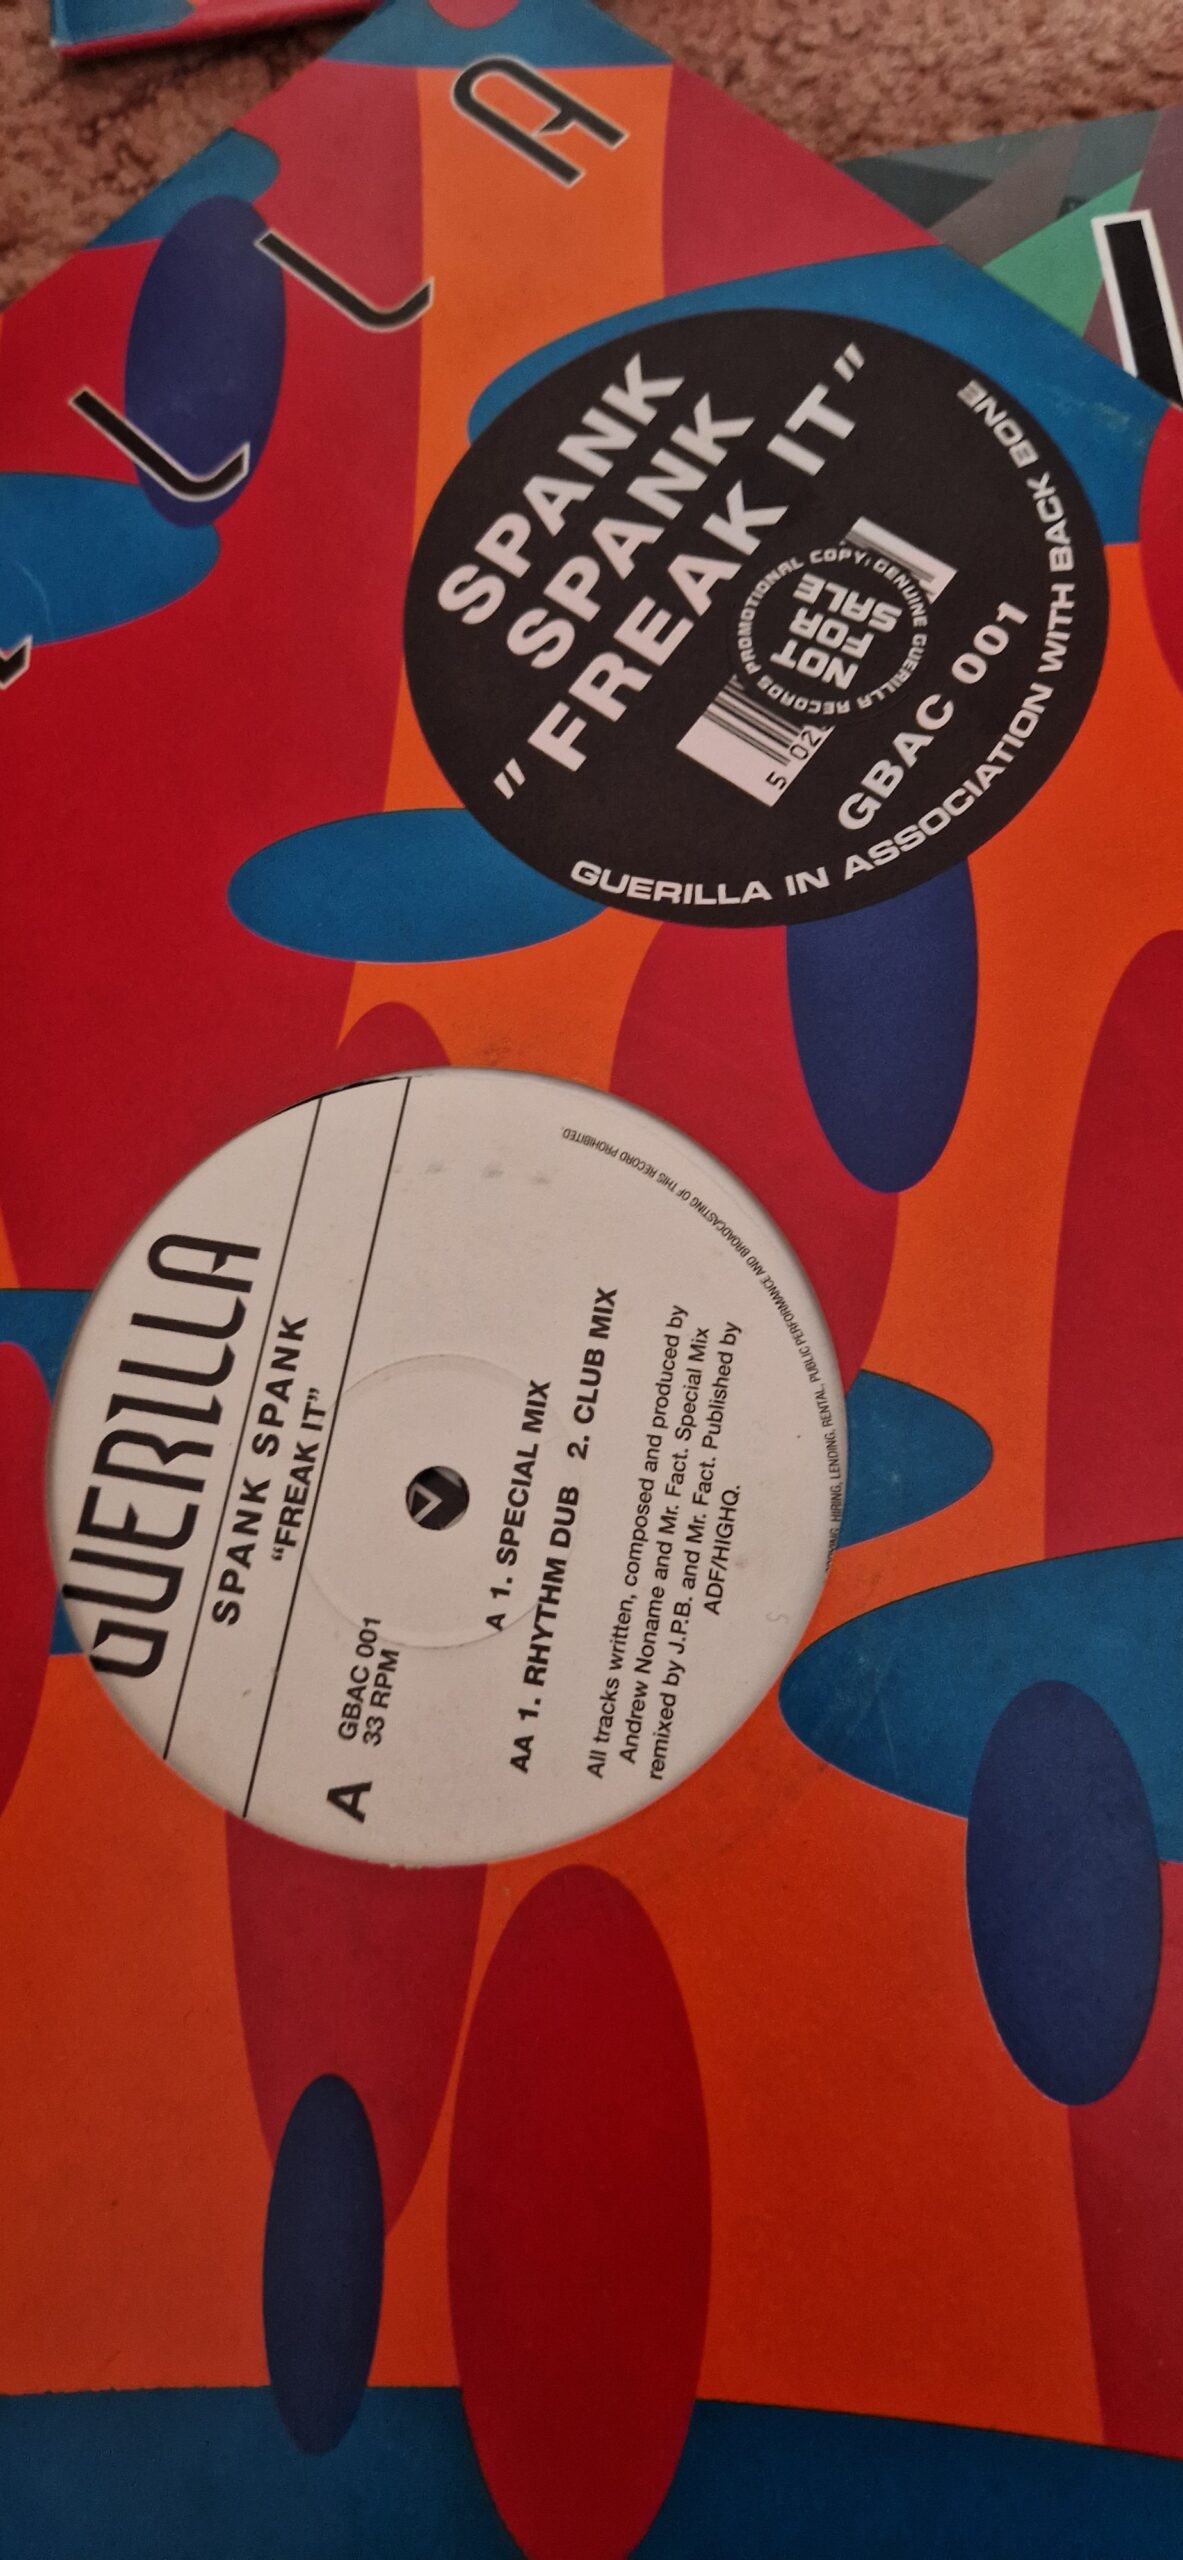 ILLA
SPANK
SPANK
"FREAK IT"
PROMOTIONAL COPY: GENUINE GUERILLA RECORDS
NOT
FOR
SALE
5 02
GBAC 001
GUERILLA IN ASSOCIATION WITH BACK BONE
GUERILLA
SPANK SPANK
“FREAK IT”
GBAC 001
33 RPM
A
A 1. SPECIAL MIX
AA 1. RHYTHM DUB 2. CLUB MIX
All tracks written, composed and produced by
Andrew Noname and Mr. Fact. Special Mix
remixed by J.P.B. and Mr. Fact. Published by
ADF/HIGHQ.
HIRING, LENDING, RENTAL, PUBLIC PERFORMANCE AND BROADCASTING OF THIS RECORD PROHIBITED.